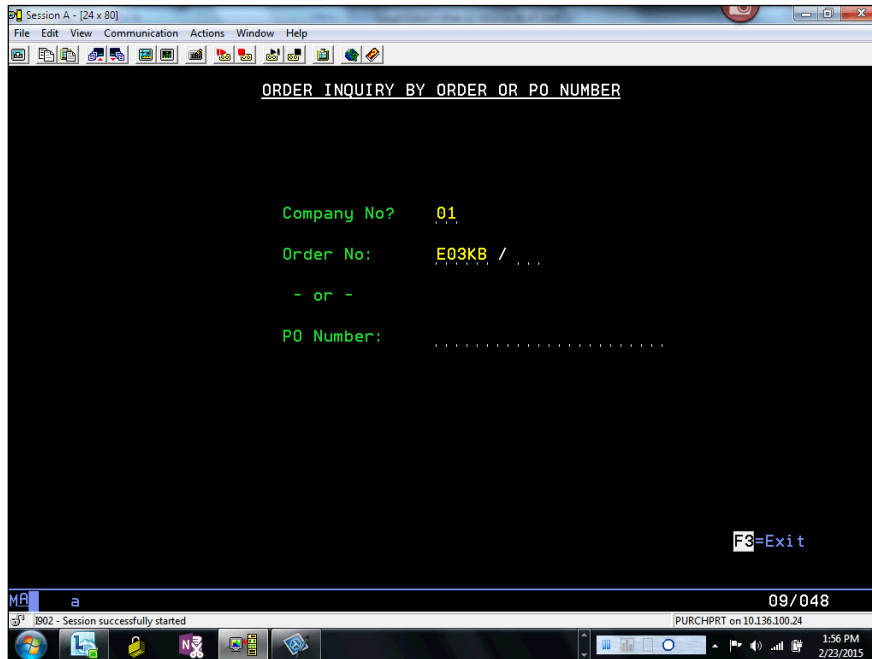 Session A - [24 x 80]
File Edit View Communication Actions Window Help
ORDER INQUIRY BY ORDER OR PO NUMBER
Company No? 01
Order No: E03KB /
- or -
PO Number:
F3=Exit
MA a 09/048
I902 - Session successfully started PURCHPRT on 10.136.100.24
1:56 PM
2/23/2015